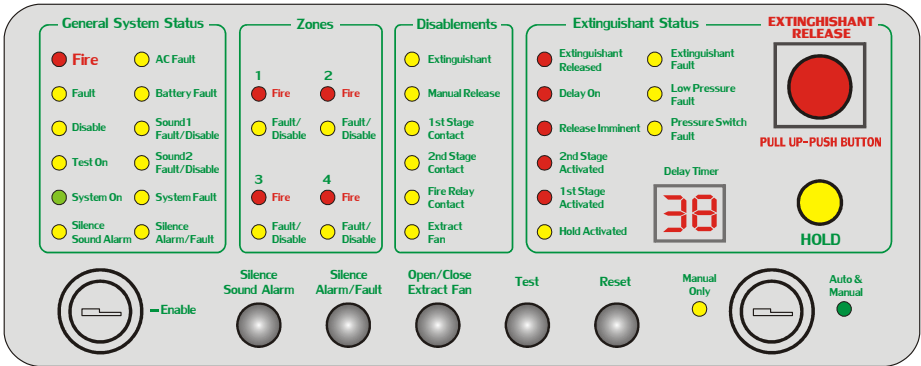 General System Status
Fire
AC Fault
Fault
Battery Fault
Disable
Sound1
Fault/Disable
Test On
Sound2
Fault/Disable
System On
System Fault
Silence
Sound Alarm
Silence
Alarm/Fault
Zones
1
2
Fire
Fire
Fault/
Disable
Fault/
Disable
3
4
Fire
Fire
Fault/
Disable
Fault/
Disable
Disablements
Extinguishant
Manual Release
1st Stage
Contact
2nd Stage
Contact
Fire Relay
Contact
Extract
Fan
Extinguishant Status
Extinguishant
Released
Extinguishant
Fault
Delay On
Low Pressure
Fault
Release Imminent
Pressure Switch
Fault
2nd Stage
Activated
1st Stage
Activated
Hold Activated
Delay Timer
38
EXTINGHISHANT
RELEASE
PULL UP-PUSH BUTTON
HOLD
Enable
Silence
Sound Alarm
Silence
Alarm/Fault
Open/Close
Extract Fan
Test
Reset
Manual
Only
Auto &
Manual